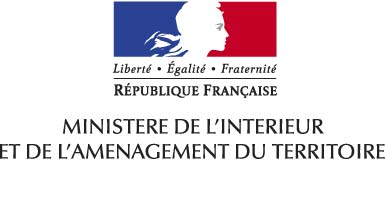 Liberté • Égalité • Fraternité
RÉPUBLIQUE FRANÇAISE
MINISTERE DE L'INTERIEUR
ET DE L'AMENAGEMENT DU TERRITOIRE